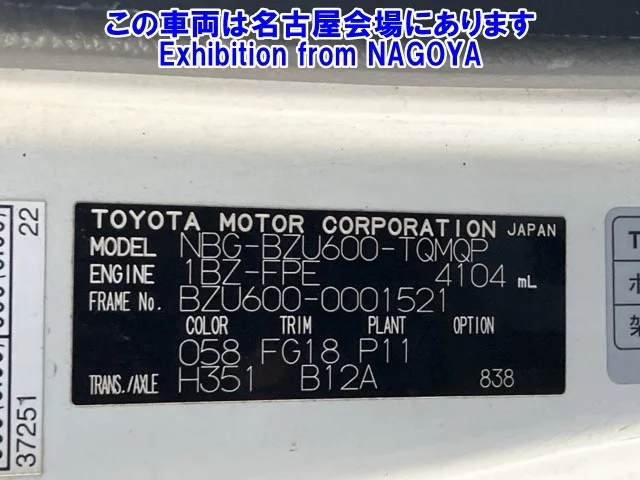 この車両は名古屋会場にあります
Exhibition from NAGOYA
TOYOTA MOTOR CORPORATION JAPAN
MODEL NBG-BZU600-TQMQP
ENGINE 1BZ-FPE 4104 mL
FRAME No. BZU600-0001521
COLOR TRIM PLANT OPTION
058 FG18 P11
TRANS./AXLE H351 B12A 838
22
37251
T
ボ
架